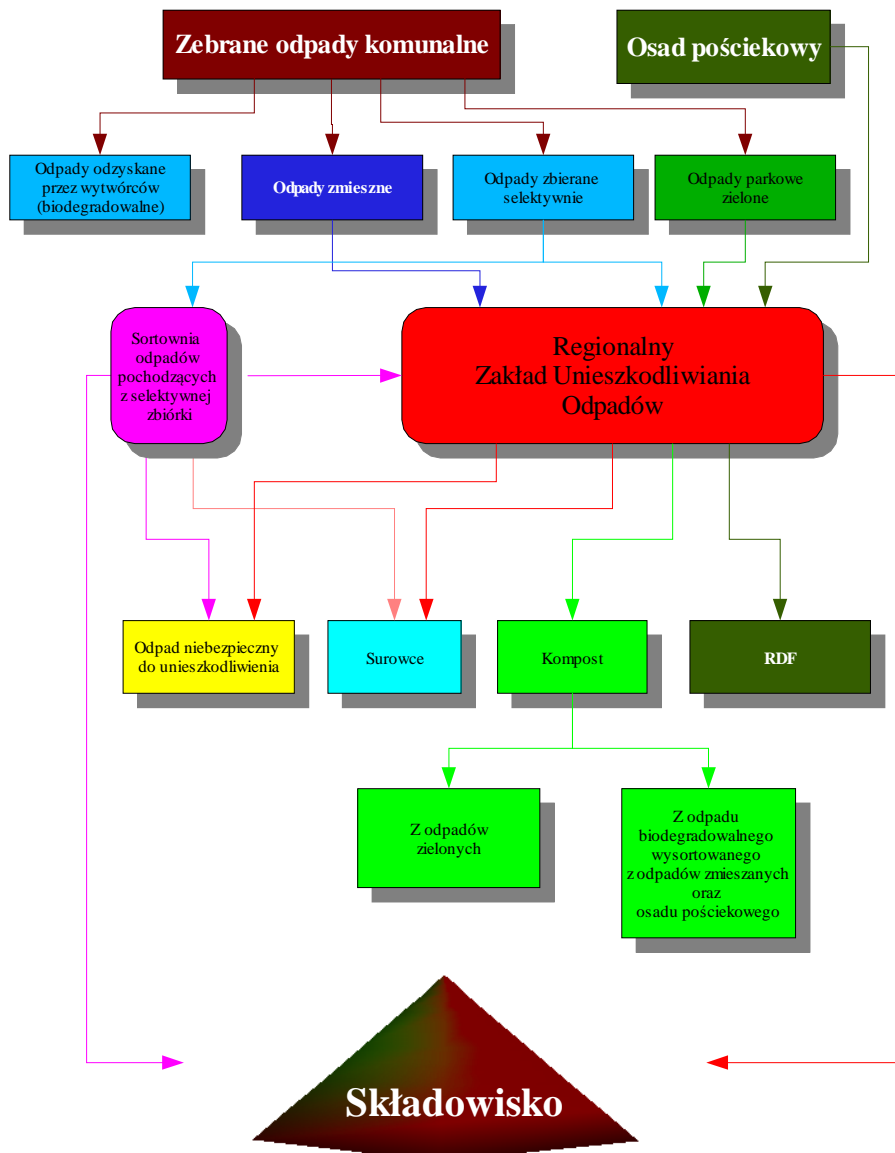 Zebrane odpady komunalne
Osad pościekowy
Odpady odzyskane
przez wytwórców
(biodegradowalne)
Odpady zmieszne
Odpady zbierane
selektywnie
Odpady parkowe
zielone
Sortownia
odpadów
pochodzących
z selektywnej
zbiórki
Regionalny
Zakład Unieszkodliwiania
Odpadów
Odpad niebezpieczny
do unieszkodliwienia
Surowce
Kompost
RDF
Z odpadów
zielonych
Z odpadu
biodegradowalnego
wysortowanego
z odpadów zmieszanych
oraz
osadu pościekowego
Składowisko